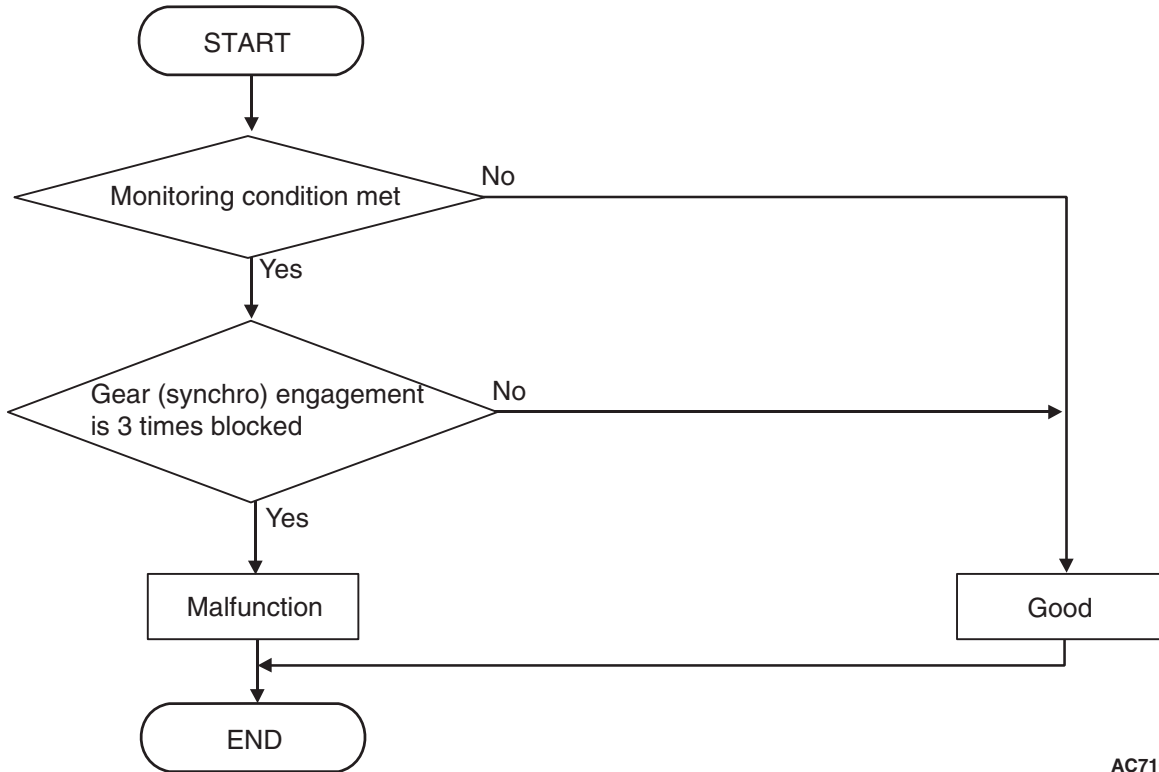 START
Monitoring condition met
No
Yes
Gear (synchro) engagement
is 3 times blocked
No
Yes
Malfunction
Good
END
AC71